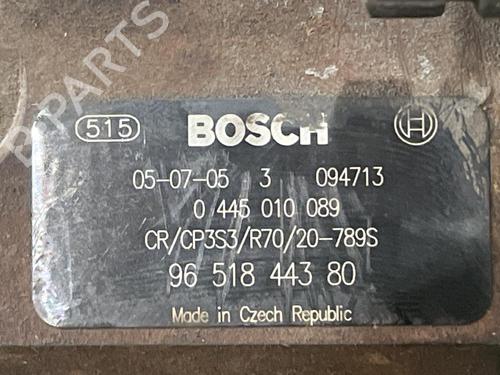 B-PARTS
515 BOSCH
05-07-05 3 094713
0 445 010 089
CR/CP3S3/R70/20-789S
96 518 443 80
Made in Czech Republic